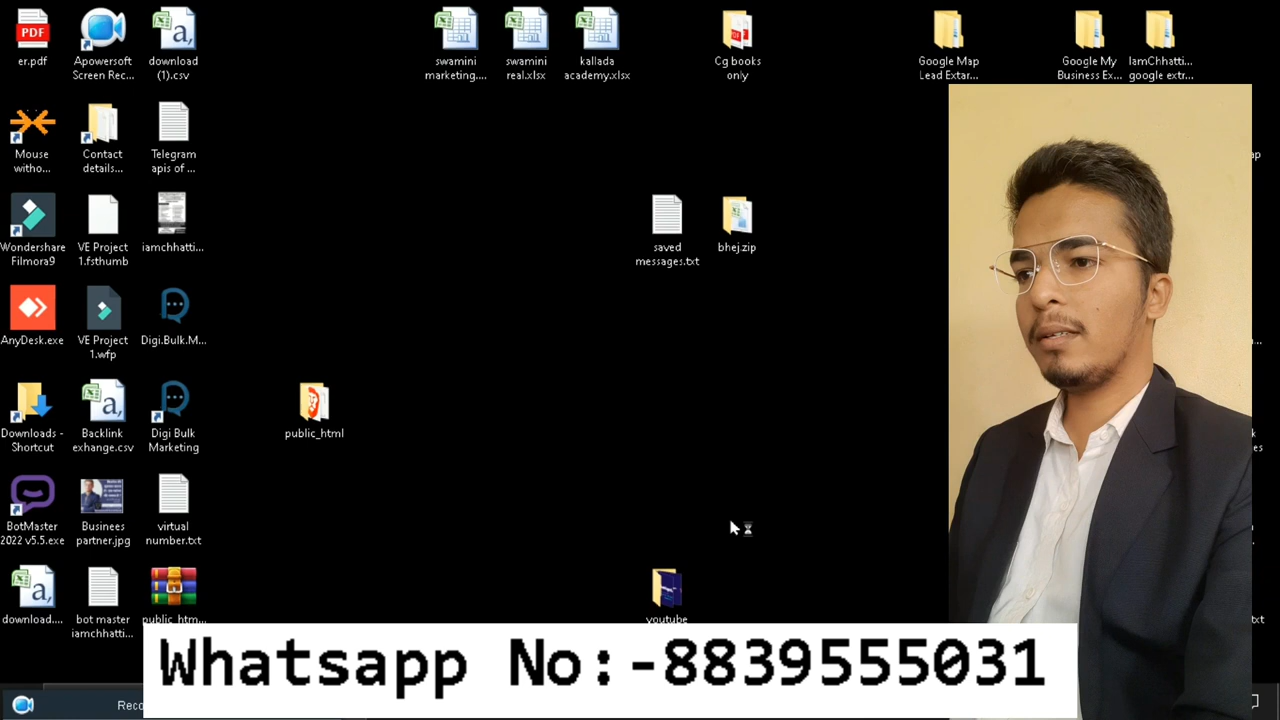 PDF
er.pdf
Apowersoft
Screen Rec...
download
(1).csv
swamini
marketing....
swamini
real.xlsx
kallada
academy.xlsx
Cg books
only
Google Map
Lead Extar...
Google My
Business Ex...
IamChhatti...
google extr...
Mouse
witho...
Contact
details...
Telegram
apis of ...
Wondershare
Filmora9
VE Project
1.fsthumb
iamchhatti...
saved
messages.txt
bhej.zip
AnyDesk.exe
VE Project
1.wfp
Digi.Bulk.M...
Downloads -
Shortcut
Backlink
exhange.csv
Digi Bulk
Marketing
public_html
BotMaster
2022 v5.5.exe
Businees
partner.jpg
virtual
number.txt
download....
bot master
iamchhatti...
public_htm...
youtube
Whatsapp No:-8839555031
Reco